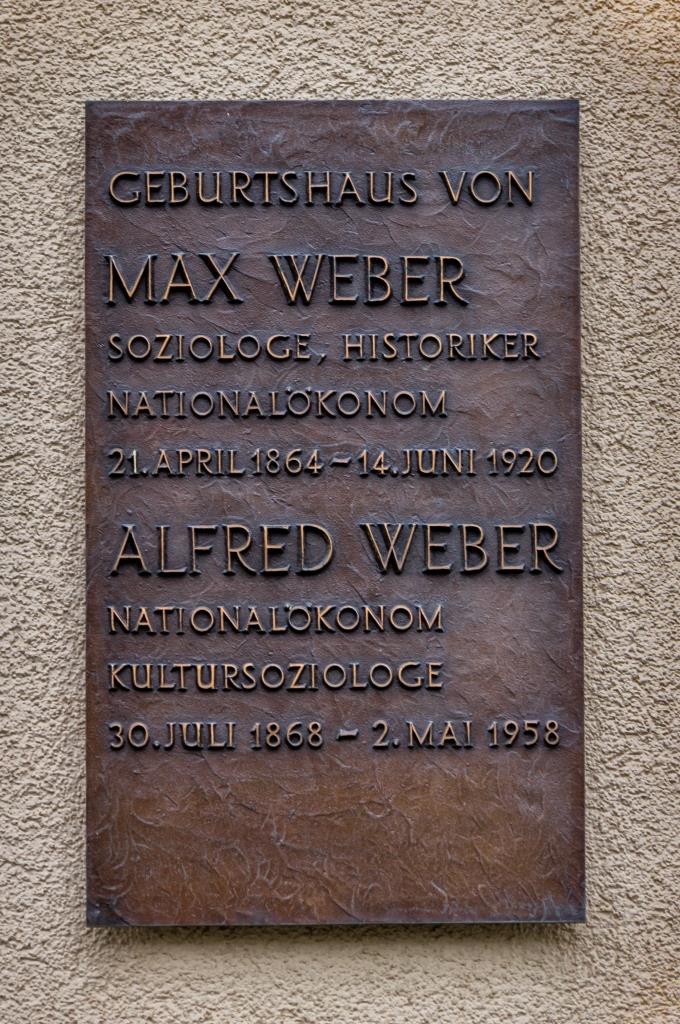 GEBURTSHAUS VON
MAX WEBER
SOZIOLOGE, HISTORIKER
NATIONALÖKONOM
21. APRIL 1864 – 14. JUNI 1920
ALFRED WEBER
NATIONALÖKONOM
KULTURSOZIOLOGE
30. JULI 1868 – 2. MAI 1958